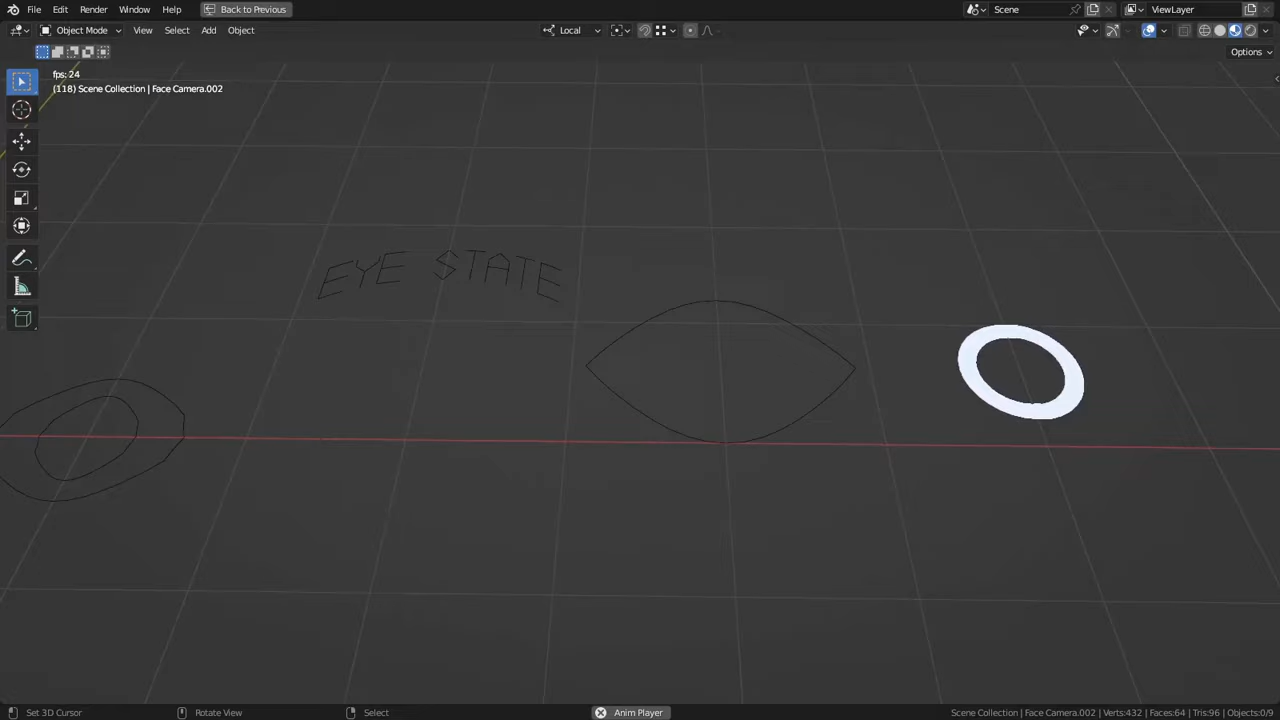 File Edit Render Window Help Back to Previous Scene ViewLayer
Object Mode View Select Add Object Local
Options
fps: 24
(118) Scene Collection | Face Camera.002
EYE STATE
Set 3D Cursor Rotate View Select Anim Player Scene Collection | Face Camera.002 | Verts:432 | Faces:64 | Tris:96 | Objects:0/9